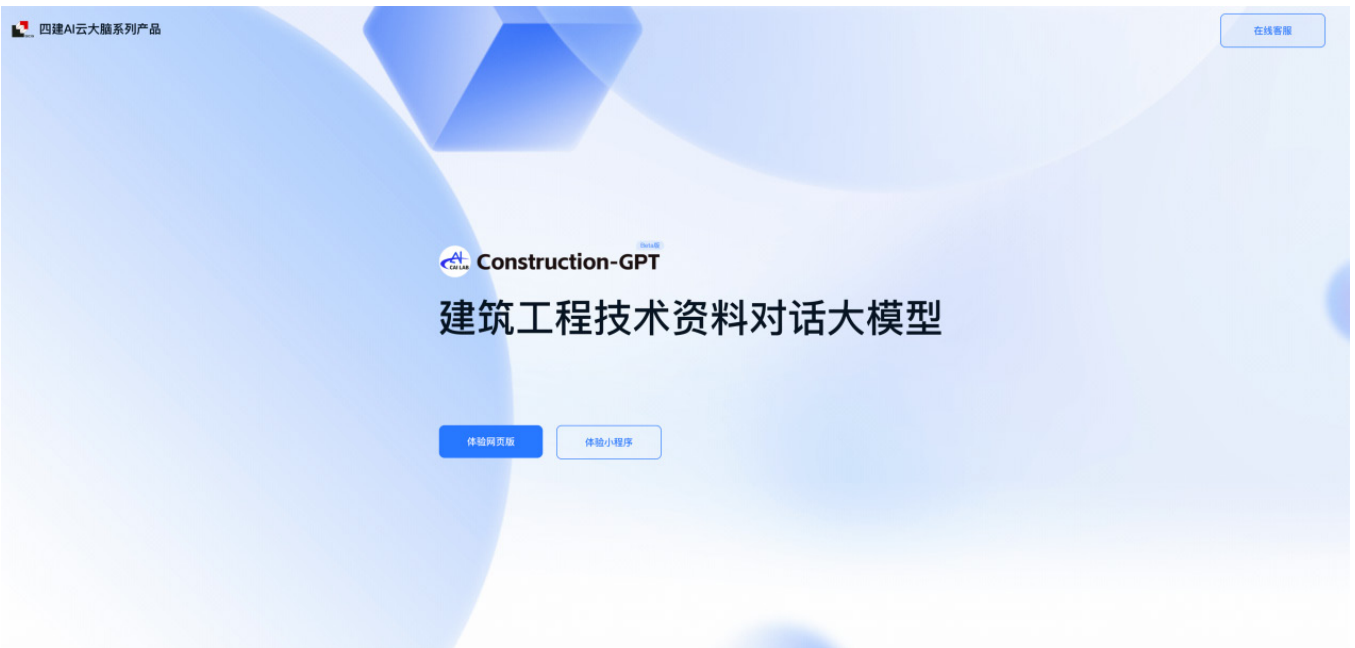 四建AI云大脑系列产品
在线客服
Beta版
CAI LAB
Construction-GPT
建筑工程技术资料对话大模型
体验网页版
体验小程序